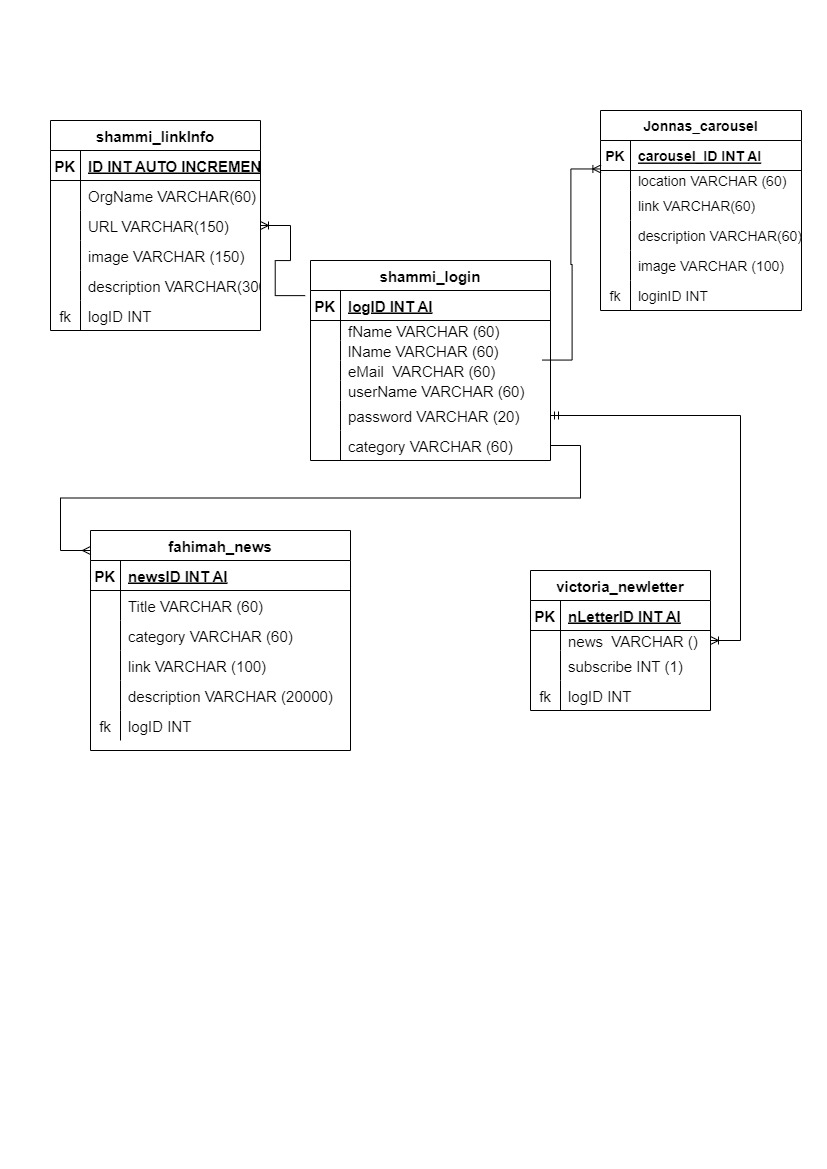 shammi_linkInfo
PK ID INT AUTO INCREMEN
OrgName VARCHAR(60)
URL VARCHAR(150)
image VARCHAR (150)
description VARCHAR(300
fk logID INT
Jonnas_carousel
PK carousel_ID INT AI
location VARCHAR (60)
link VARCHAR(60)
description VARCHAR(60)
image VARCHAR (100)
fk loginID INT
shammi_login
PK logID INT AI
fName VARCHAR (60)
lName VARCHAR (60)
eMail  VARCHAR (60)
userName VARCHAR (60)
password VARCHAR (20)
category VARCHAR (60)
fahimah_news
PK newsID INT AI
Title VARCHAR (60)
category VARCHAR (60)
link VARCHAR (100)
description VARCHAR (20000)
fk logID INT
victoria_newletter
PK nLetterID INT AI
news  VARCHAR ()
subscribe INT (1)
fk logID INT